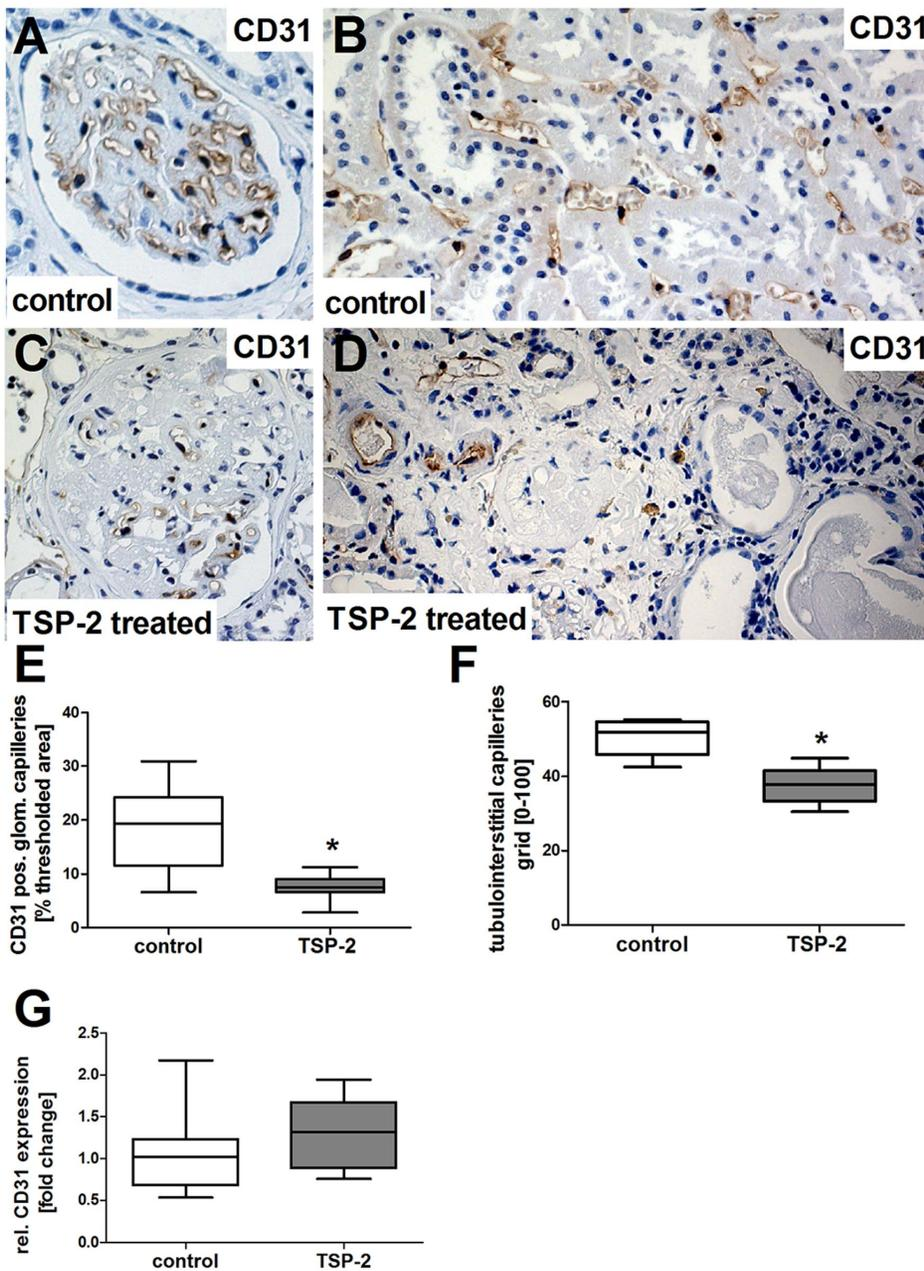 A
CD31
control
B
CD31
control
C
CD31
TSP-2 treated
D
CD31
TSP-2 treated
E
CD31 pos. glom. capilleries
[% thresholded area]
40
30
20
10
0
*
control
TSP-2
F
tubulointerstitial capilleries
grid [0-100]
60
40
20
0
*
control
TSP-2
G
rel. CD31 expression
[fold change]
2.5
2.0
1.5
1.0
0.5
0.0
control
TSP-2